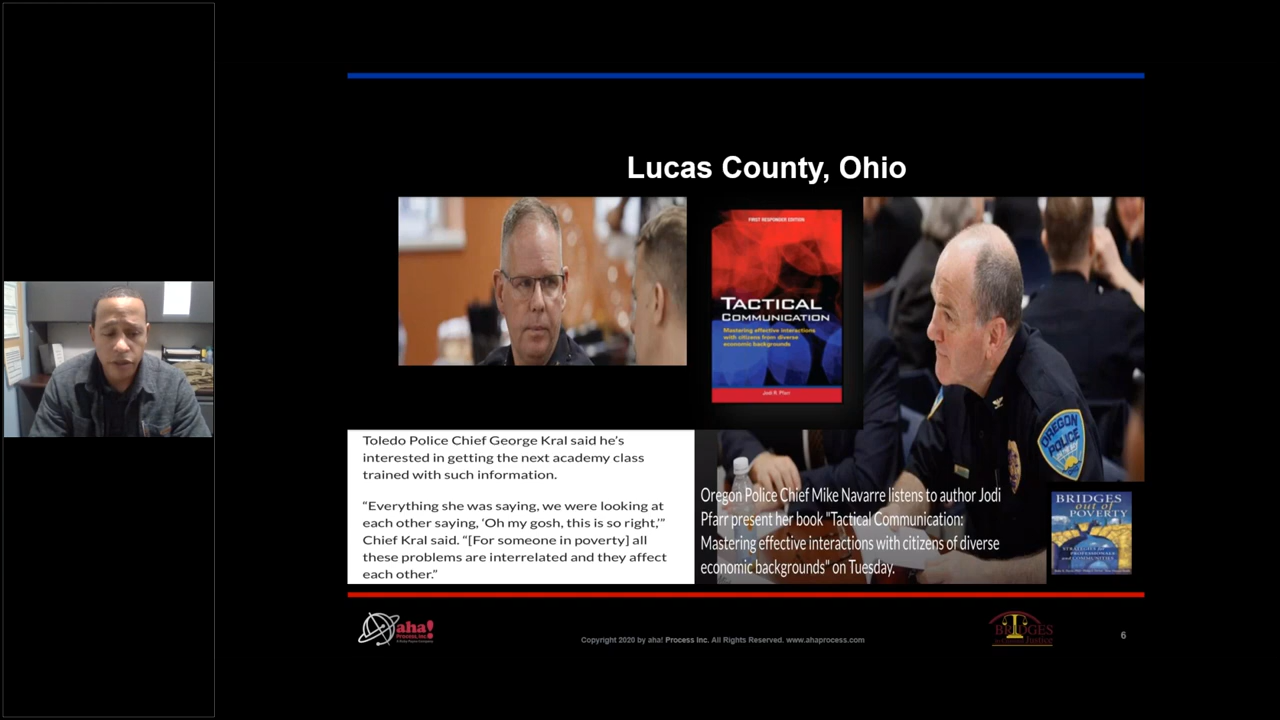 Lucas County, Ohio
FIRST RESPONDER EDITION
TACTICAL
COMMUNICATION
Mastering effective interactions
with citizens from diverse
economic backgrounds
Jodi R. Pfarr
OREGON
POLICE
Toledo Police Chief George Kral said he's
interested in getting the next academy class
trained with such information.
“Everything she was saying, we were looking at
each other saying, ‘Oh my gosh, this is so right,’”
Chief Kral said. “[For someone in poverty] all
these problems are interrelated and they affect
each other.”
Oregon Police Chief Mike Navarre listens to author Jodi
Pfarr present her book "Tactical Communication:
Mastering effective interactions with citizens of diverse
economic backgrounds" on Tuesday.
BRIDGES
out of
POVERTY
STRATEGIES for
PROFESSIONALS
and COMMUNITIES
aha!
Process, Inc.
Copyright 2020 by aha! Process Inc. All Rights Reserved. www.ahaprocess.com
BRIDGES
Justice
6